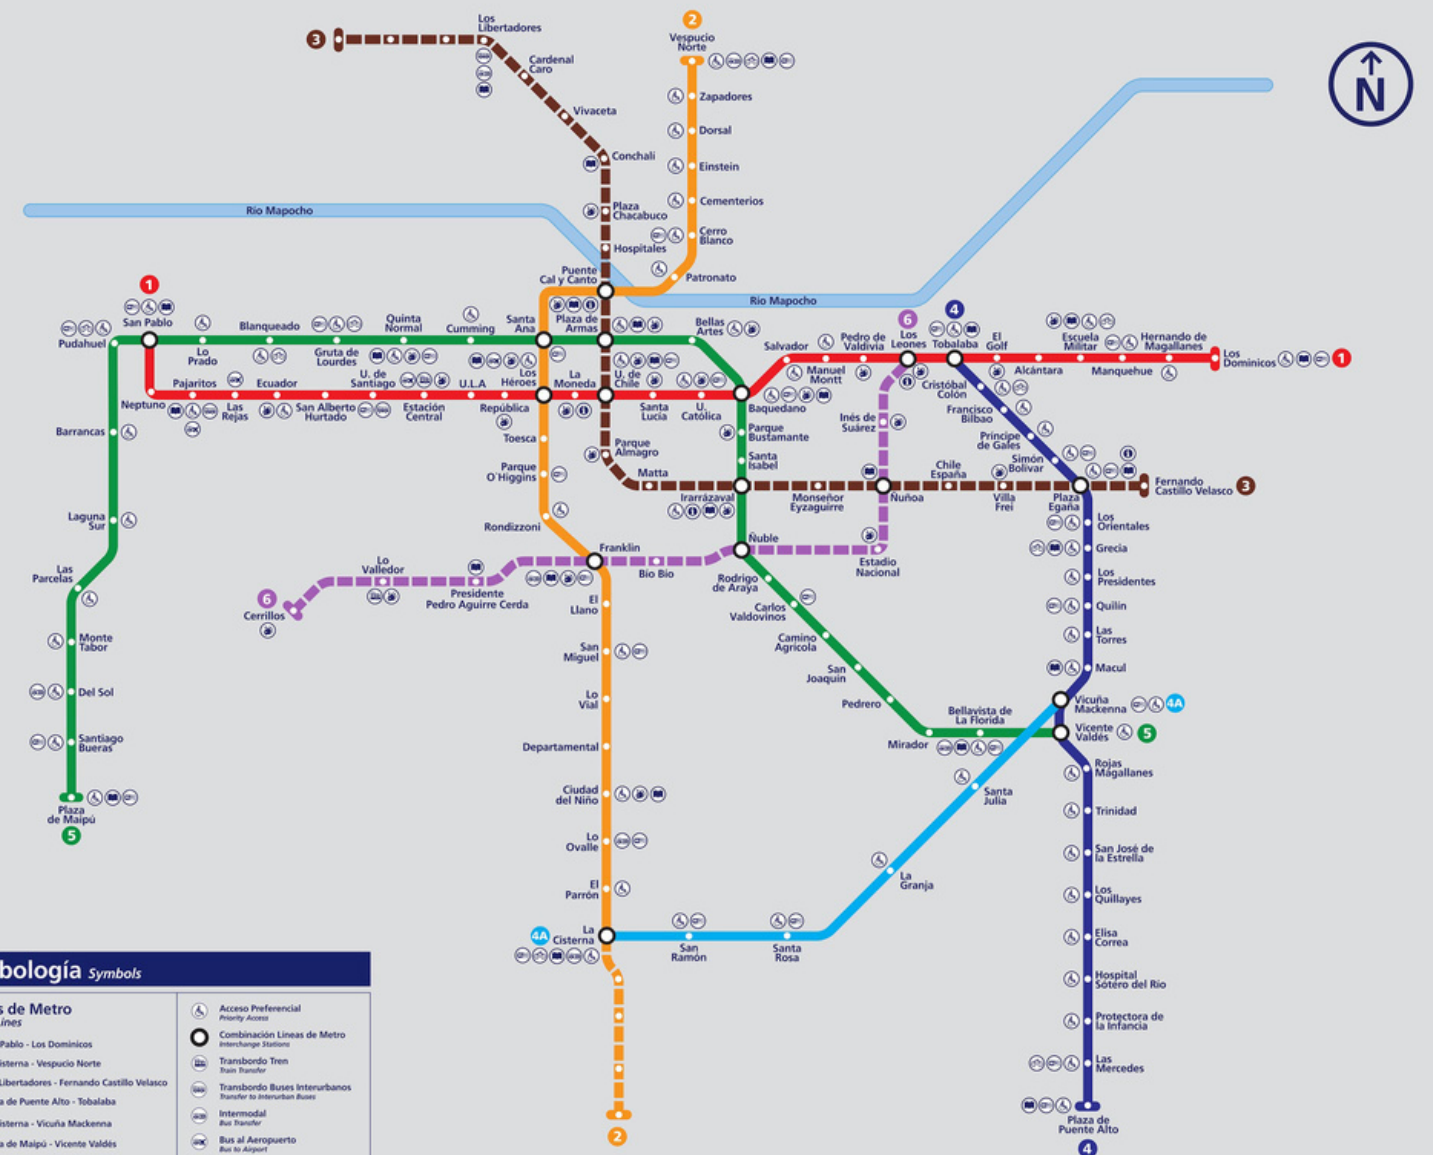 3
Los
Libertadores
Cardenal
Caro
Vivaceta
Conchalí
Plaza
Chacabuco
Hospitales
Puente
Cal y Canto
2
Vespucio
Norte
Zapadores
Dorsal
Einstein
Cementerios
Cerro
Blanco
Patronato
N
Río Mapocho
Río Mapocho
1
San Pablo
Pudahuel
Lo
Prado
Blanqueado
Gruta de
Lourdes
Quinta
Normal
Cumming
Santa
Ana
Plaza de
Armas
Bellas
Artes
Neptuno
Pajaritos
Las
Rejas
Ecuador
San Alberto
Hurtado
U. de
Santiago
Estación
Central
U.L.A
República
Los
Héroes
La
Moneda
U. de
Chile
Santa
Lucía
U.
Católica
Baquedano
Salvador
Manuel
Montt
Pedro de
Valdivia
6
Los
Leones
4
Tobalaba
El
Golf
Alcántara
Escuela
Militar
Manquehue
Hernando de
Magallanes
Los
Dominicos
1
Cristóbal
Colón
Francisco
Bilbao
Príncipe
de Gales
Simón
Bolívar
Plaza
Egaña
Fernando
Castillo Velasco
3
Inés de
Suárez
Ñuñoa
Chile
España
Villa
Frei
Monseñor
Eyzaguirre
Irarrázaval
Matta
Parque
Almagro
Parque
Bustamante
Santa
Isabel
Ñuble
Estadio
Nacional
Bío Bío
Franklin
Presidente
Pedro Aguirre Cerda
Lo
Valledor
6
Cerrillos
Toesca
Parque
O'Higgins
Rondizzoni
El
Llano
San
Miguel
Lo
Vial
Departamental
Ciudad
del Niño
Lo
Ovalle
El
Parrón
4A
La
Cisterna
2
San
Ramón
Santa
Rosa
La
Granja
Santa
Julia
Barrancas
Laguna
Sur
Las
Parcelas
Monte
Tabor
Del Sol
Santiago
Bueras
Plaza
de Maipú
5
Rodrigo
de Araya
Carlos
Valdovinos
Camino
Agrícola
San
Joaquín
Pedrero
Mirador
Bellavista de
La Florida
Los
Orientales
Grecia
Los
Presidentes
Quilín
Las
Torres
Macul
Vicuña
Mackenna
4A
Vicente
Valdés
5
Rojas
Magallanes
Trinidad
San José de
la Estrella
Los
Quillayes
Elisa
Correa
Hospital
Sótero del Río
Protectora de
la Infancia
Las
Mercedes
Plaza de
Puente Alto
4
bología Symbols
s de Metro
ines
Pablo - Los Dominicos
isterna - Vespucio Norte
Libertadores - Fernando Castillo Velasco
a de Puente Alto - Tobalaba
isterna - Vicuña Mackenna
a de Maipú - Vicente Valdés
Acceso Preferencial
Priority Access
Combinación Líneas de Metro
Interchange Stations
Transbordo Tren
Train Transfer
Transbordo Buses Interurbanos
Transfer to Interurban Buses
Intermodal
Bus Transfer
Bus al Aeropuerto
Bus to Airport